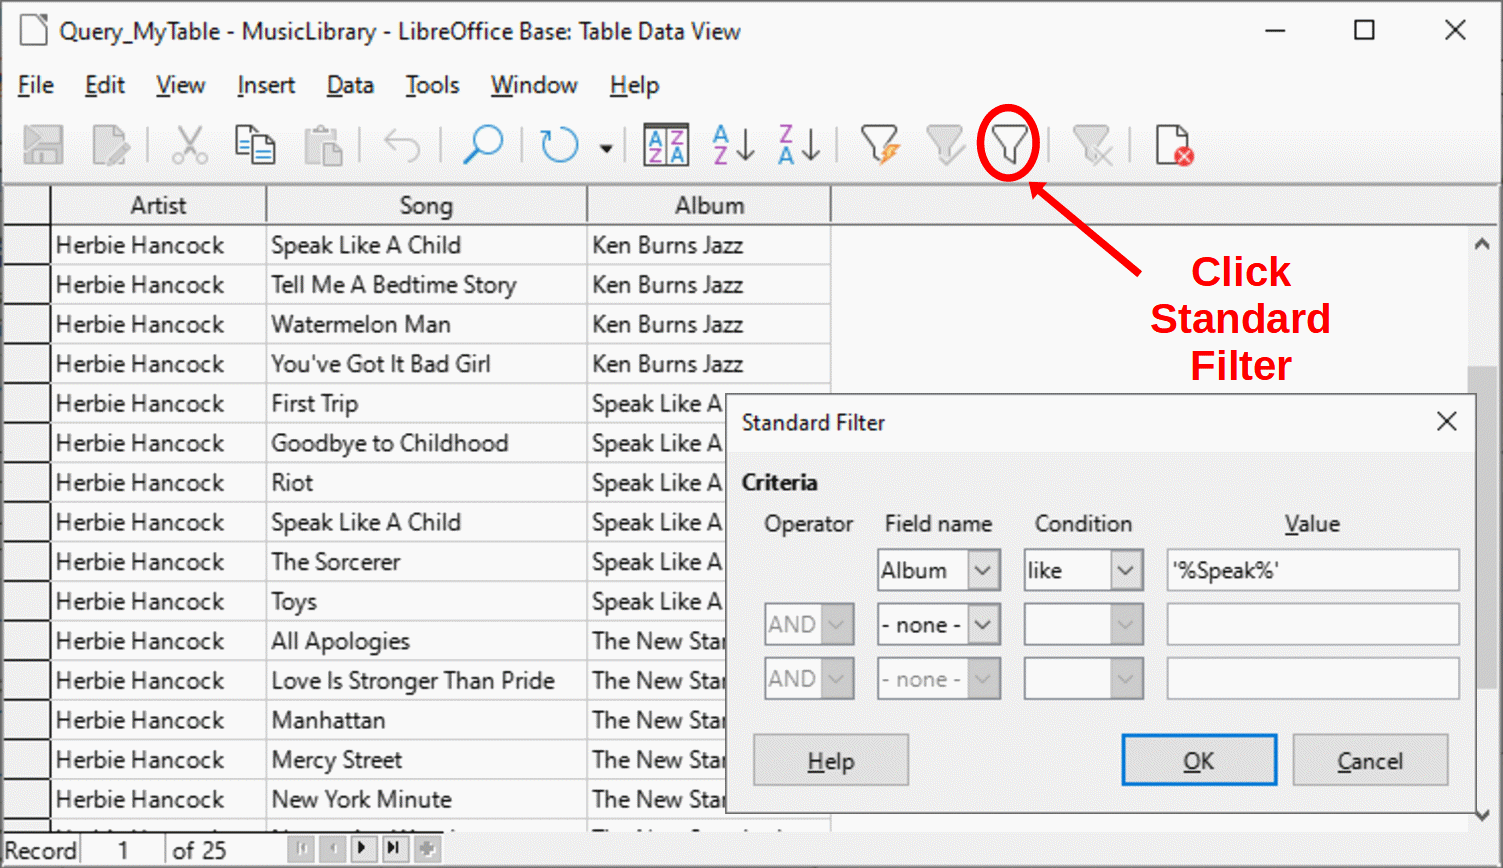 Query_MyTable - MusicLibrary - LibreOffice Base: Table Data View
File Edit View Insert Data Tools Window Help
A Z Z A A Z Z A
Artist Song Album
Herbie Hancock Speak Like A Child Ken Burns Jazz
Herbie Hancock Tell Me A Bedtime Story Ken Burns Jazz
Herbie Hancock Watermelon Man Ken Burns Jazz
Herbie Hancock You've Got It Bad Girl Ken Burns Jazz
Herbie Hancock First Trip Speak Like A
Herbie Hancock Goodbye to Childhood Speak Like A
Herbie Hancock Riot Speak Like A
Herbie Hancock Speak Like A Child Speak Like A
Herbie Hancock The Sorcerer Speak Like A
Herbie Hancock Toys Speak Like A
Herbie Hancock All Apologies The New Star
Herbie Hancock Love Is Stronger Than Pride The New Star
Herbie Hancock Manhattan The New Star
Herbie Hancock Mercy Street The New Star
Herbie Hancock New York Minute The New Star
Record 1 of 25
Click
Standard
Filter
Standard Filter
Criteria
Operator Field name Condition Value
Album like '%Speak%'
AND - none -
AND - none -
Help OK Cancel